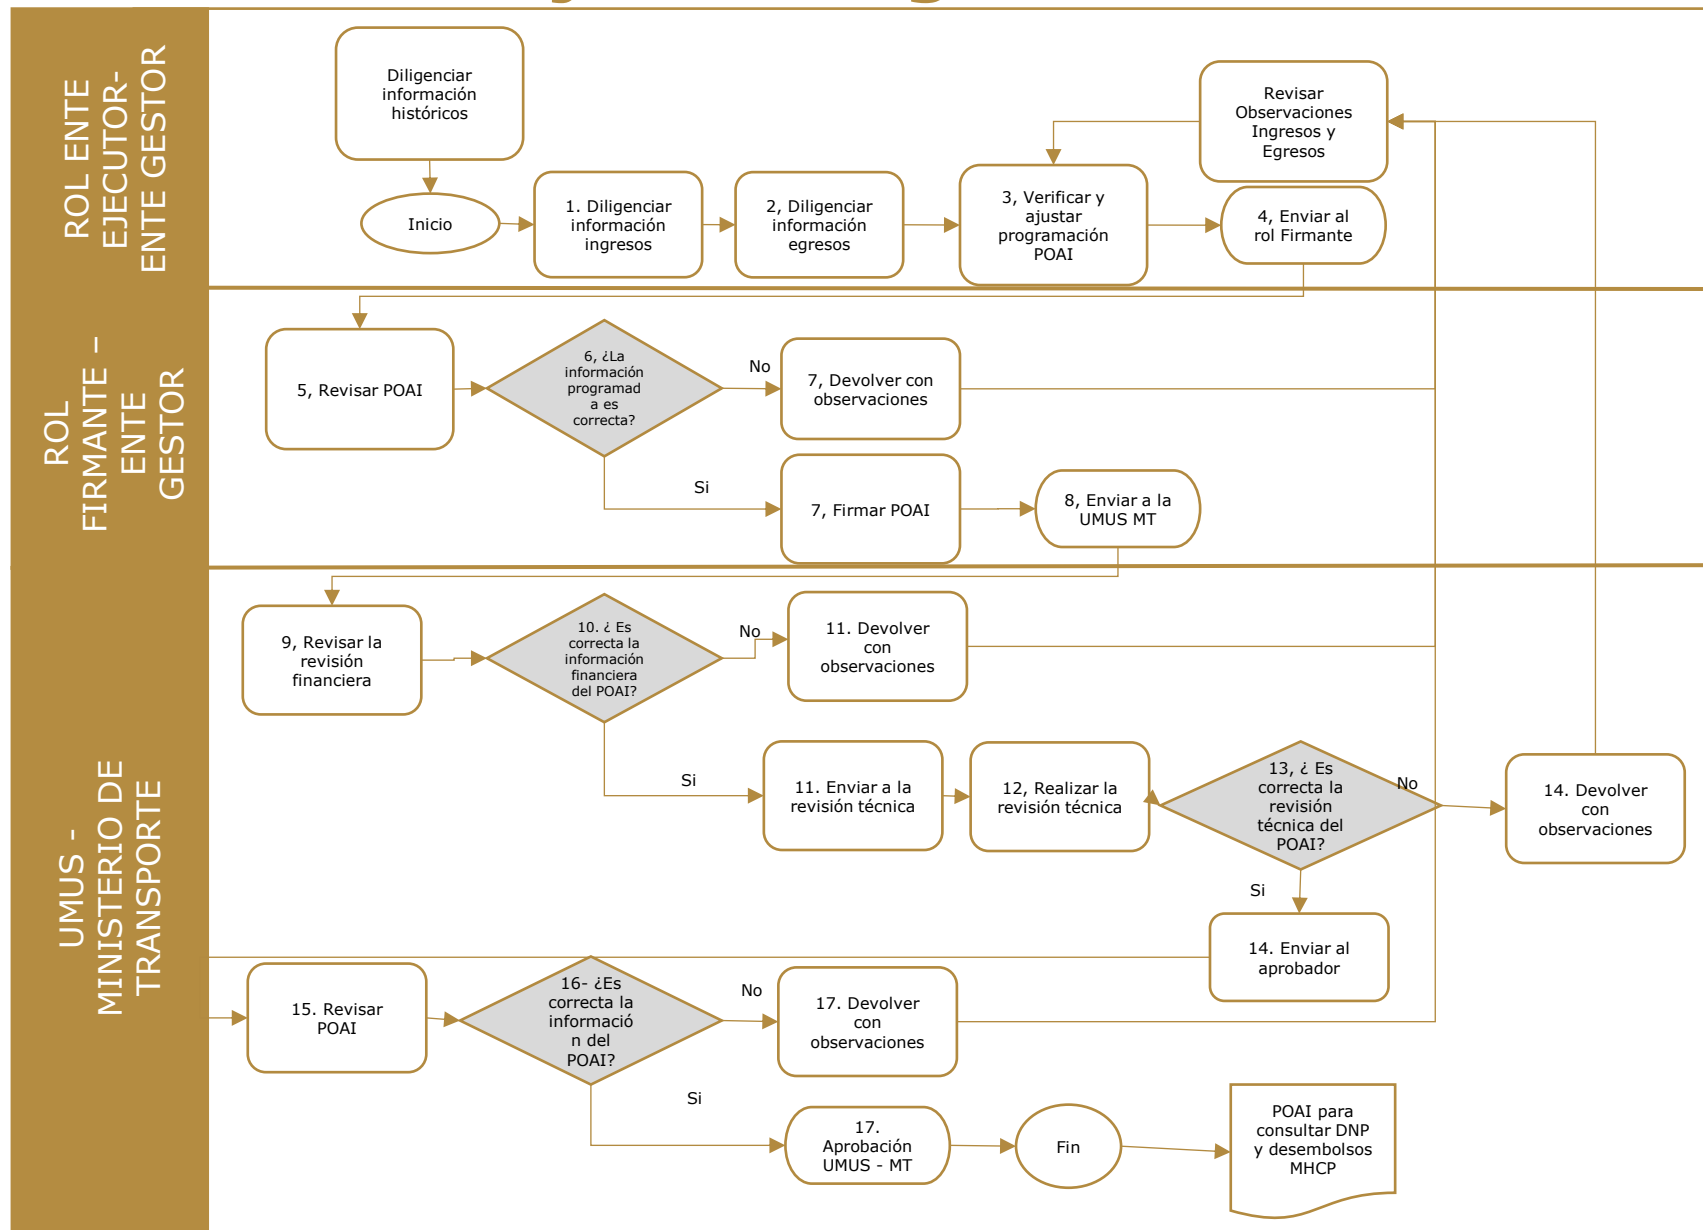 ROL ENTE
EJECUTOR-
ENTE GESTOR
Diligenciar
información
históricos
Revisar
Observaciones
Ingresos y
Egresos
Inicio
1. Diligenciar
información
ingresos
2, Diligenciar
información
egresos
3, Verificar y
ajustar
programación
POAI
4, Enviar al
rol Firmante
ROL
FIRMANTE –
ENTE
GESTOR
5, Revisar POAI
6, ¿La
información
programad
a es
correcta?
No
7, Devolver con
observaciones
Si
7, Firmar POAI
8, Enviar a la
UMUS MT
UMUS -
MINISTERIO DE
TRANSPORTE
9, Revisar la
revisión
financiera
10. ¿ Es
correcta la
información
financiera
del POAI?
No
11. Devolver
con
observaciones
Si
11. Enviar a la
revisión técnica
12, Realizar la
revisión técnica
13, ¿ Es
correcta la
revisión
técnica del
POAI?
No
14. Devolver
con
observaciones
Si
14. Enviar al
aprobador
15. Revisar
POAI
16- ¿Es
correcta la
informació
n del
POAI?
No
17. Devolver
con
observaciones
Si
17.
Aprobación
UMUS - MT
Fin
POAI para
consultar DNP
y desembolsos
MHCP